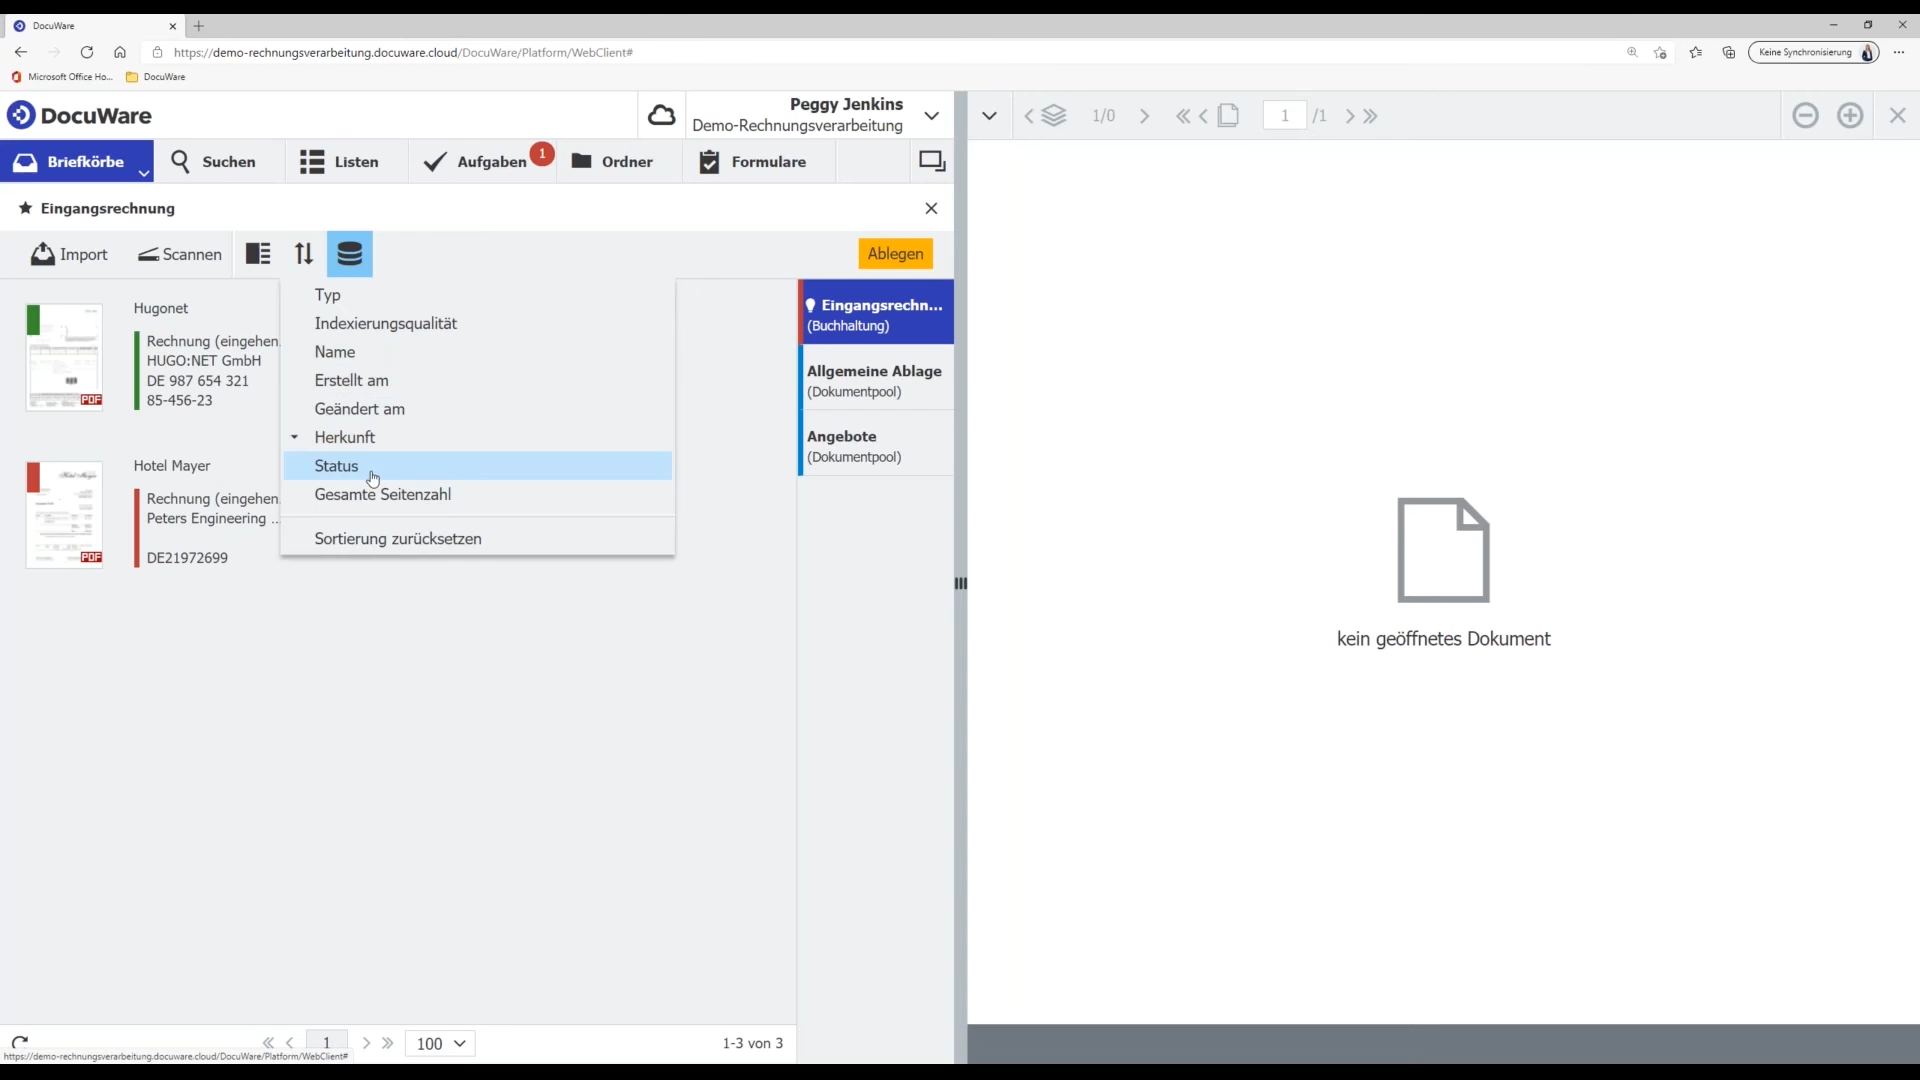 DocuWare
https://demo-rechnungsverarbeitung.docuware.cloud/DocuWare/Platform/WebClient#
Keine Synchronisierung
Microsoft Office Ho...
DocuWare
DocuWare
Peggy Jenkins
Demo-Rechnungsverarbeitung
1/0
1
/1
Briefkörbe
Suchen
Listen
Aufgaben
1
Ordner
Formulare
Eingangsrechnung
Import
Scannen
Ablegen
Hugonet
Rechnung (eingehen
HUGO:NET GmbH
DE 987 654 321
85-456-23
PDF
Hotel Mayer
Rechnung (eingehen
Peters Engineering ...
DE21972699
PDF
Typ
Indexierungsqualität
Name
Erstellt am
Geändert am
Herkunft
Status
Gesamte Seitenzahl
Sortierung zurücksetzen
Eingangsrechn...
(Buchhaltung)
Allgemeine Ablage
(Dokumentpool)
Angebote
(Dokumentpool)
kein geöffnetes Dokument
1
100
1-3 von 3
https://demo-rechnungsverarbeitung.docuware.cloud/DocuWare/Platform/WebClient#